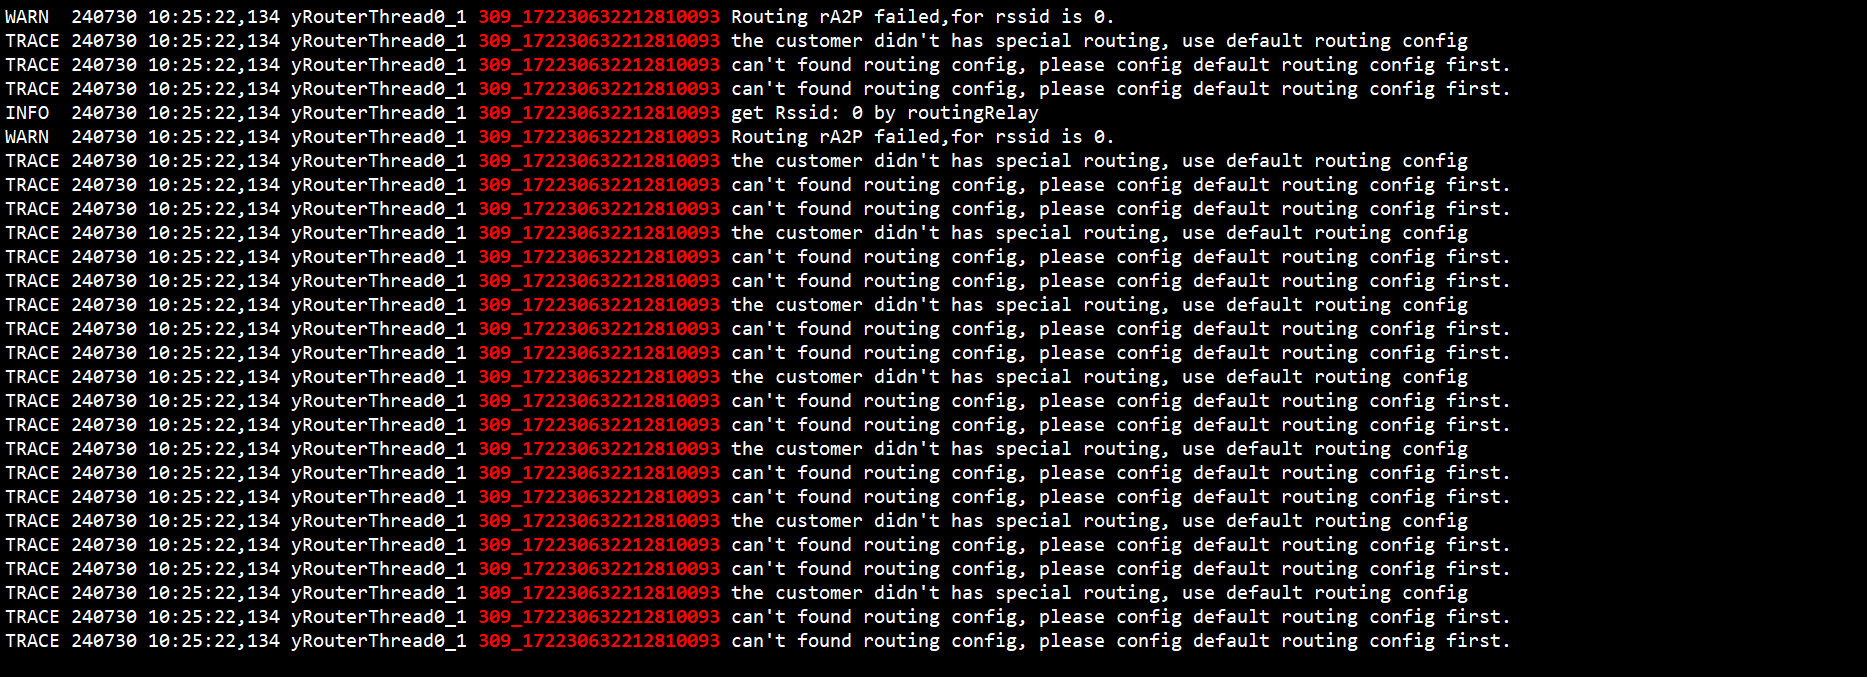 WARN  240730 10:25:22,134 yRouterThread0_1 309_172230632212810093 Routing rA2P failed,for rssid is 0.
TRACE 240730 10:25:22,134 yRouterThread0_1 309_172230632212810093 the customer didn't has special routing, use default routing config
TRACE 240730 10:25:22,134 yRouterThread0_1 309_172230632212810093 can't found routing config, please config default routing config first.
TRACE 240730 10:25:22,134 yRouterThread0_1 309_172230632212810093 can't found routing config, please config default routing config first.
INFO  240730 10:25:22,134 yRouterThread0_1 309_172230632212810093 get Rssid: 0 by routingRelay
WARN  240730 10:25:22,134 yRouterThread0_1 309_172230632212810093 Routing rA2P failed,for rssid is 0.
TRACE 240730 10:25:22,134 yRouterThread0_1 309_172230632212810093 the customer didn't has special routing, use default routing config
TRACE 240730 10:25:22,134 yRouterThread0_1 309_172230632212810093 can't found routing config, please config default routing config first.
TRACE 240730 10:25:22,134 yRouterThread0_1 309_172230632212810093 can't found routing config, please config default routing config first.
TRACE 240730 10:25:22,134 yRouterThread0_1 309_172230632212810093 the customer didn't has special routing, use default routing config
TRACE 240730 10:25:22,134 yRouterThread0_1 309_172230632212810093 can't found routing config, please config default routing config first.
TRACE 240730 10:25:22,134 yRouterThread0_1 309_172230632212810093 can't found routing config, please config default routing config first.
TRACE 240730 10:25:22,134 yRouterThread0_1 309_172230632212810093 the customer didn't has special routing, use default routing config
TRACE 240730 10:25:22,134 yRouterThread0_1 309_172230632212810093 can't found routing config, please config default routing config first.
TRACE 240730 10:25:22,134 yRouterThread0_1 309_172230632212810093 can't found routing config, please config default routing config first.
TRACE 240730 10:25:22,134 yRouterThread0_1 309_172230632212810093 the customer didn't has special routing, use default routing config
TRACE 240730 10:25:22,134 yRouterThread0_1 309_172230632212810093 can't found routing config, please config default routing config first.
TRACE 240730 10:25:22,134 yRouterThread0_1 309_172230632212810093 can't found routing config, please config default routing config first.
TRACE 240730 10:25:22,134 yRouterThread0_1 309_172230632212810093 the customer didn't has special routing, use default routing config
TRACE 240730 10:25:22,134 yRouterThread0_1 309_172230632212810093 can't found routing config, please config default routing config first.
TRACE 240730 10:25:22,134 yRouterThread0_1 309_172230632212810093 can't found routing config, please config default routing config first.
TRACE 240730 10:25:22,134 yRouterThread0_1 309_172230632212810093 the customer didn't has special routing, use default routing config
TRACE 240730 10:25:22,134 yRouterThread0_1 309_172230632212810093 can't found routing config, please config default routing config first.
TRACE 240730 10:25:22,134 yRouterThread0_1 309_172230632212810093 can't found routing config, please config default routing config first.
TRACE 240730 10:25:22,134 yRouterThread0_1 309_172230632212810093 the customer didn't has special routing, use default routing config
TRACE 240730 10:25:22,134 yRouterThread0_1 309_172230632212810093 can't found routing config, please config default routing config first.
TRACE 240730 10:25:22,134 yRouterThread0_1 309_172230632212810093 can't found routing config, please config default routing config first.